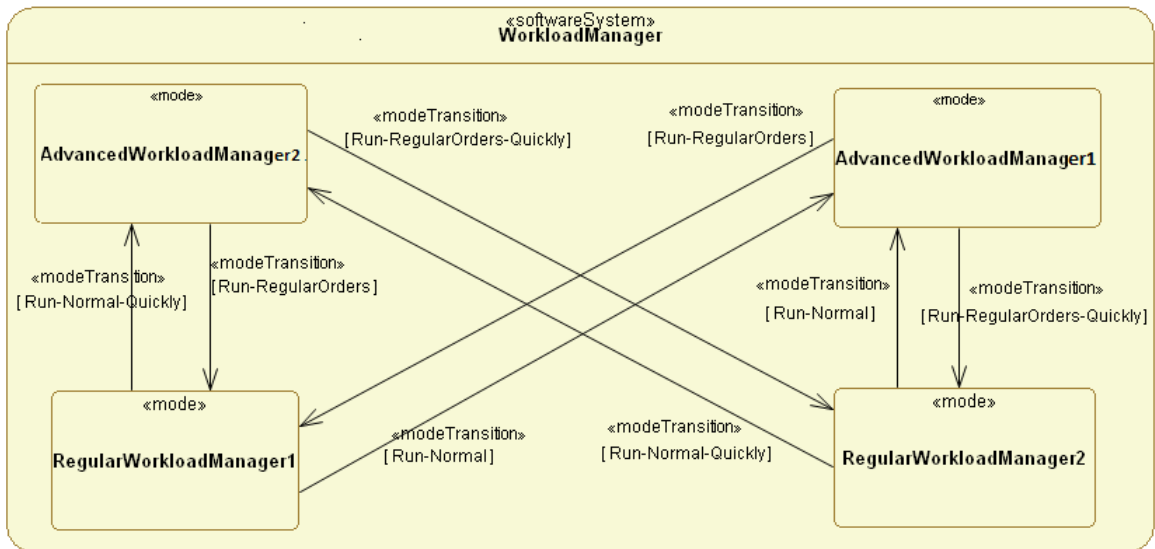 «softwareSystem»
WorkloadManager
«mode»
AdvancedWorkloadManager2
«modeTransition»
[Run-RegularOrders-Quickly]
«modeTransition»
[Run-RegularOrders]
«mode»
AdvancedWorkloadManager1
«modeTransition»
[Run-Normal-Quickly]
«modeTransition»
[Run-RegularOrders]
«modeTransition»
[Run-Normal]
«modeTransition»
[Run-RegularOrders-Quickly]
«mode»
RegularWorkloadManager1
«modeTransition»
[Run-Normal]
«modeTransition»
[Run-Normal-Quickly]
«mode»
RegularWorkloadManager2